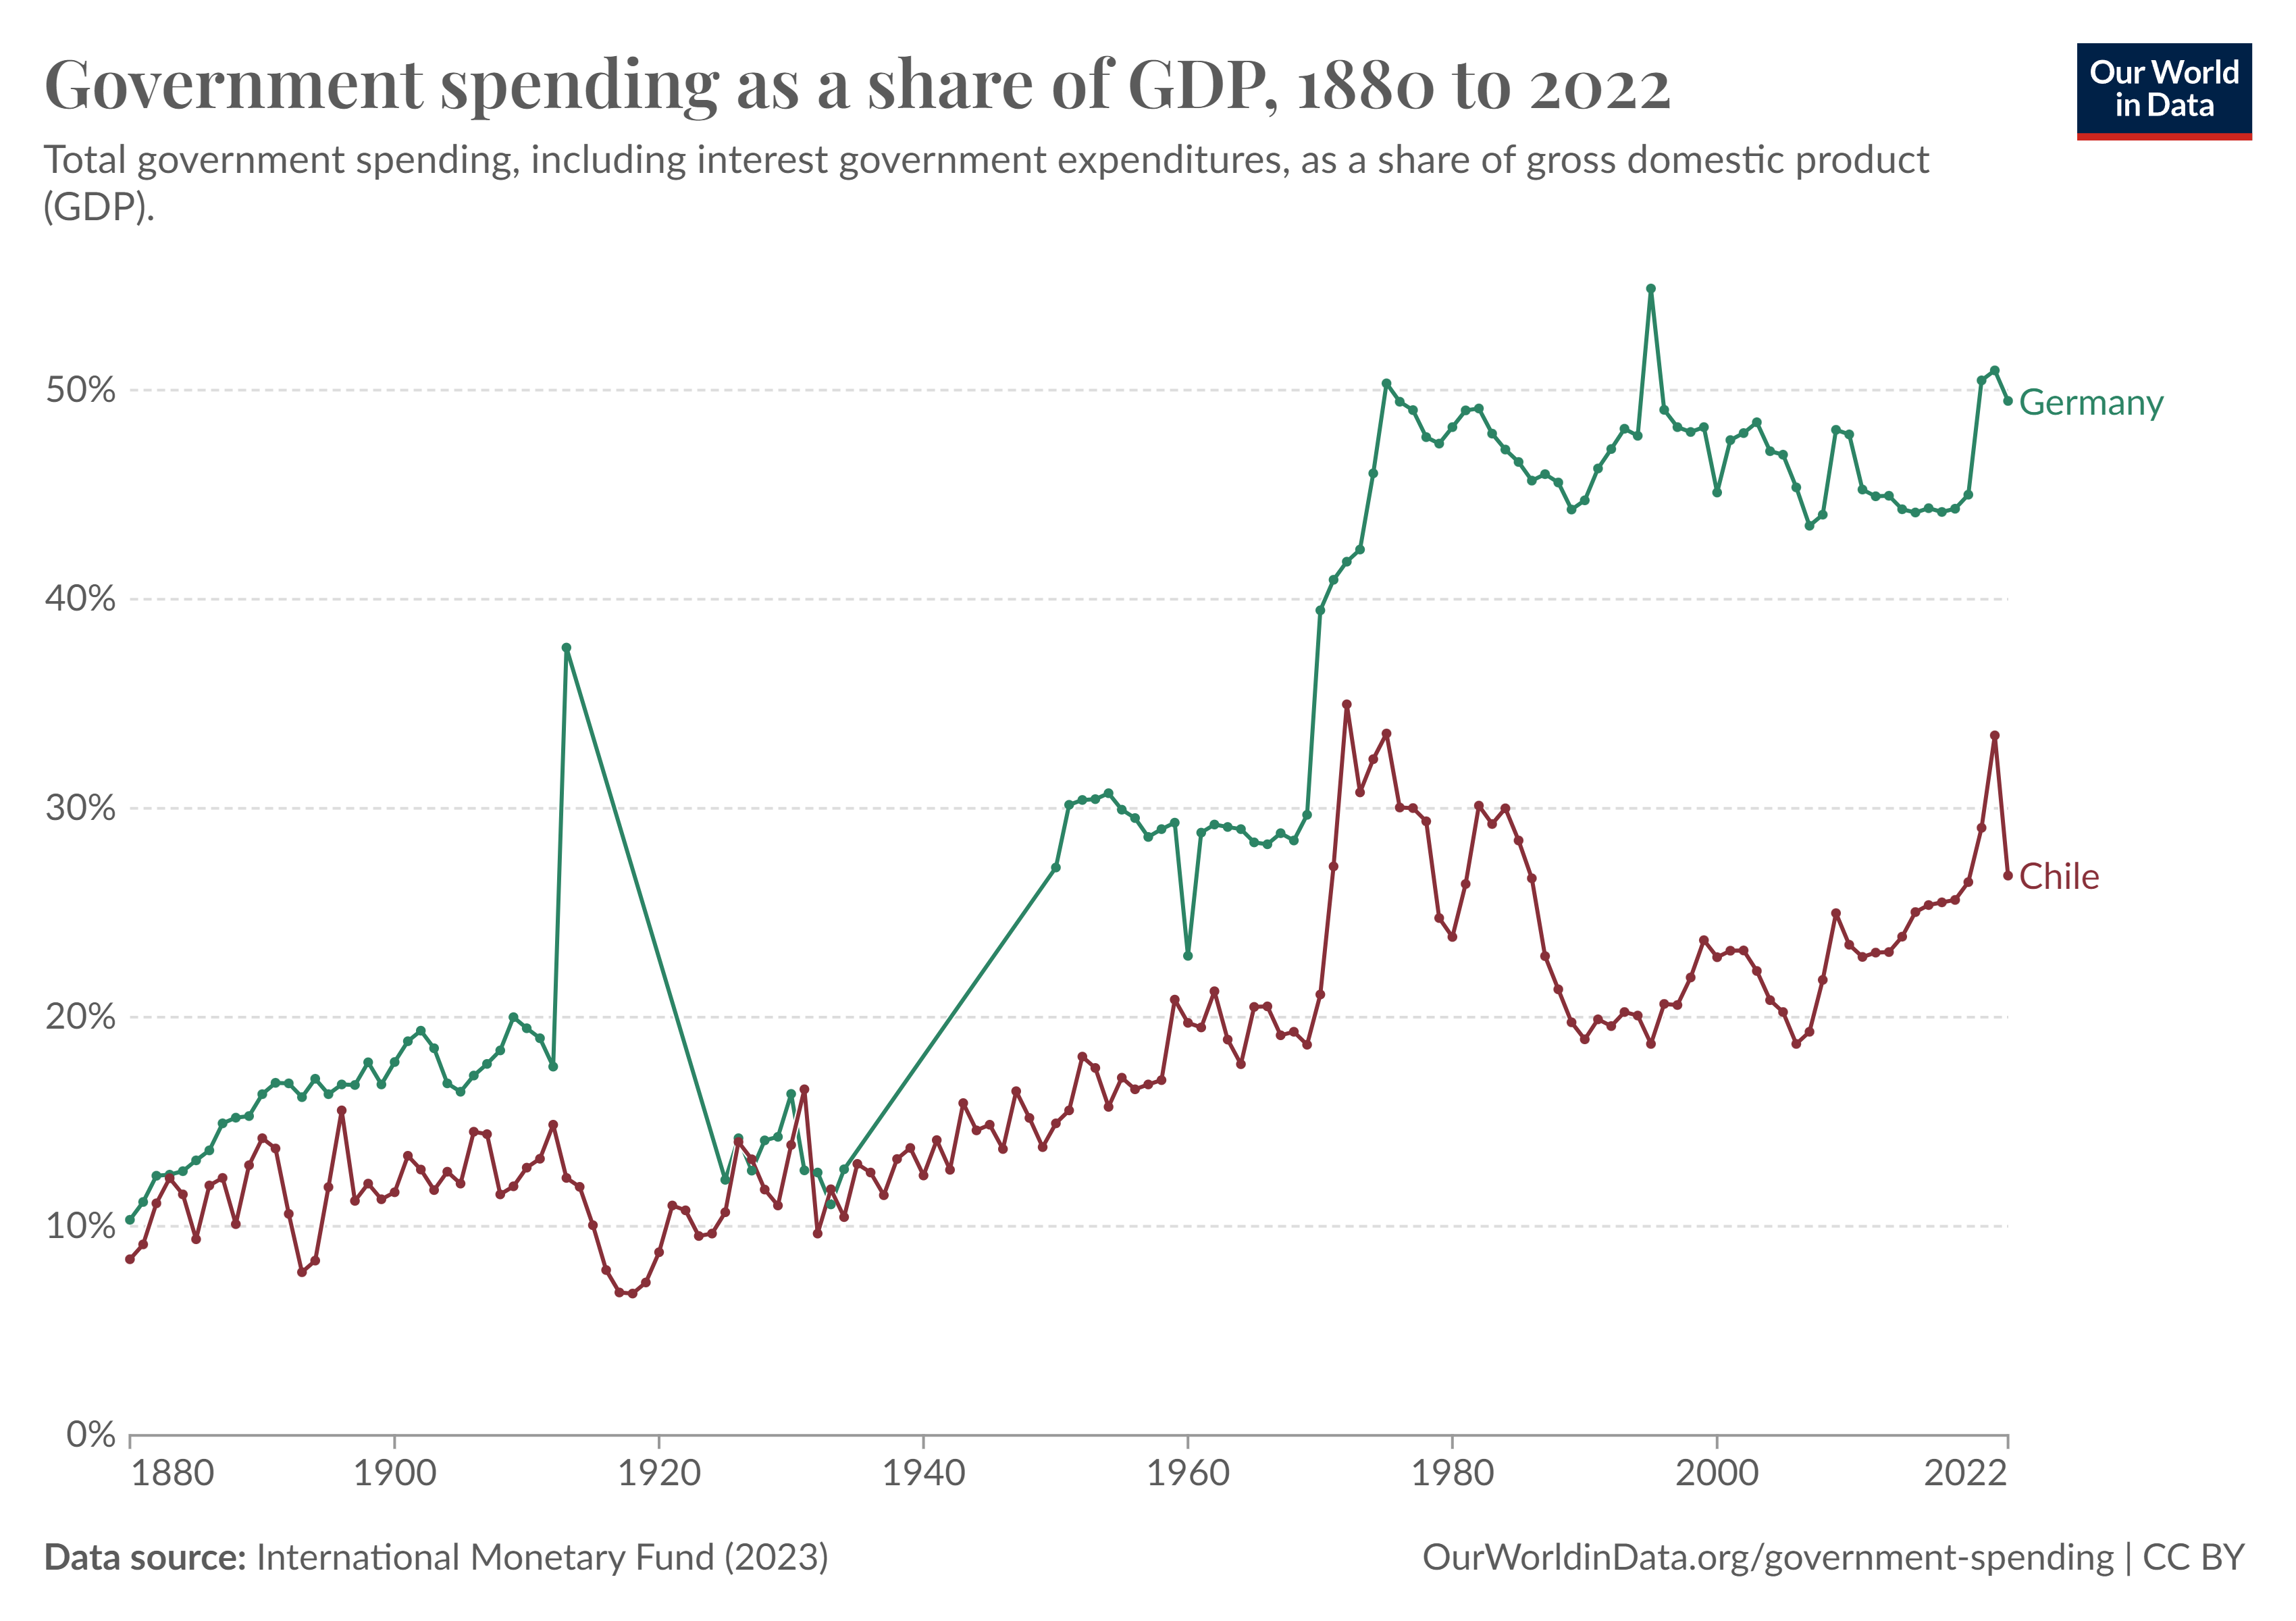 Government spending as a share of GDP, 1880 to 2022
Our World
in Data
Total government spending, including interest government expenditures, as a share of gross domestic product
(GDP).
50%
Germany
40%
30%
Chile
20%
10%
0%
1880
1900
1920
1940
1960
1980
2000
2022
Data source: International Monetary Fund (2023)
OurWorldinData.org/government-spending | CC BY